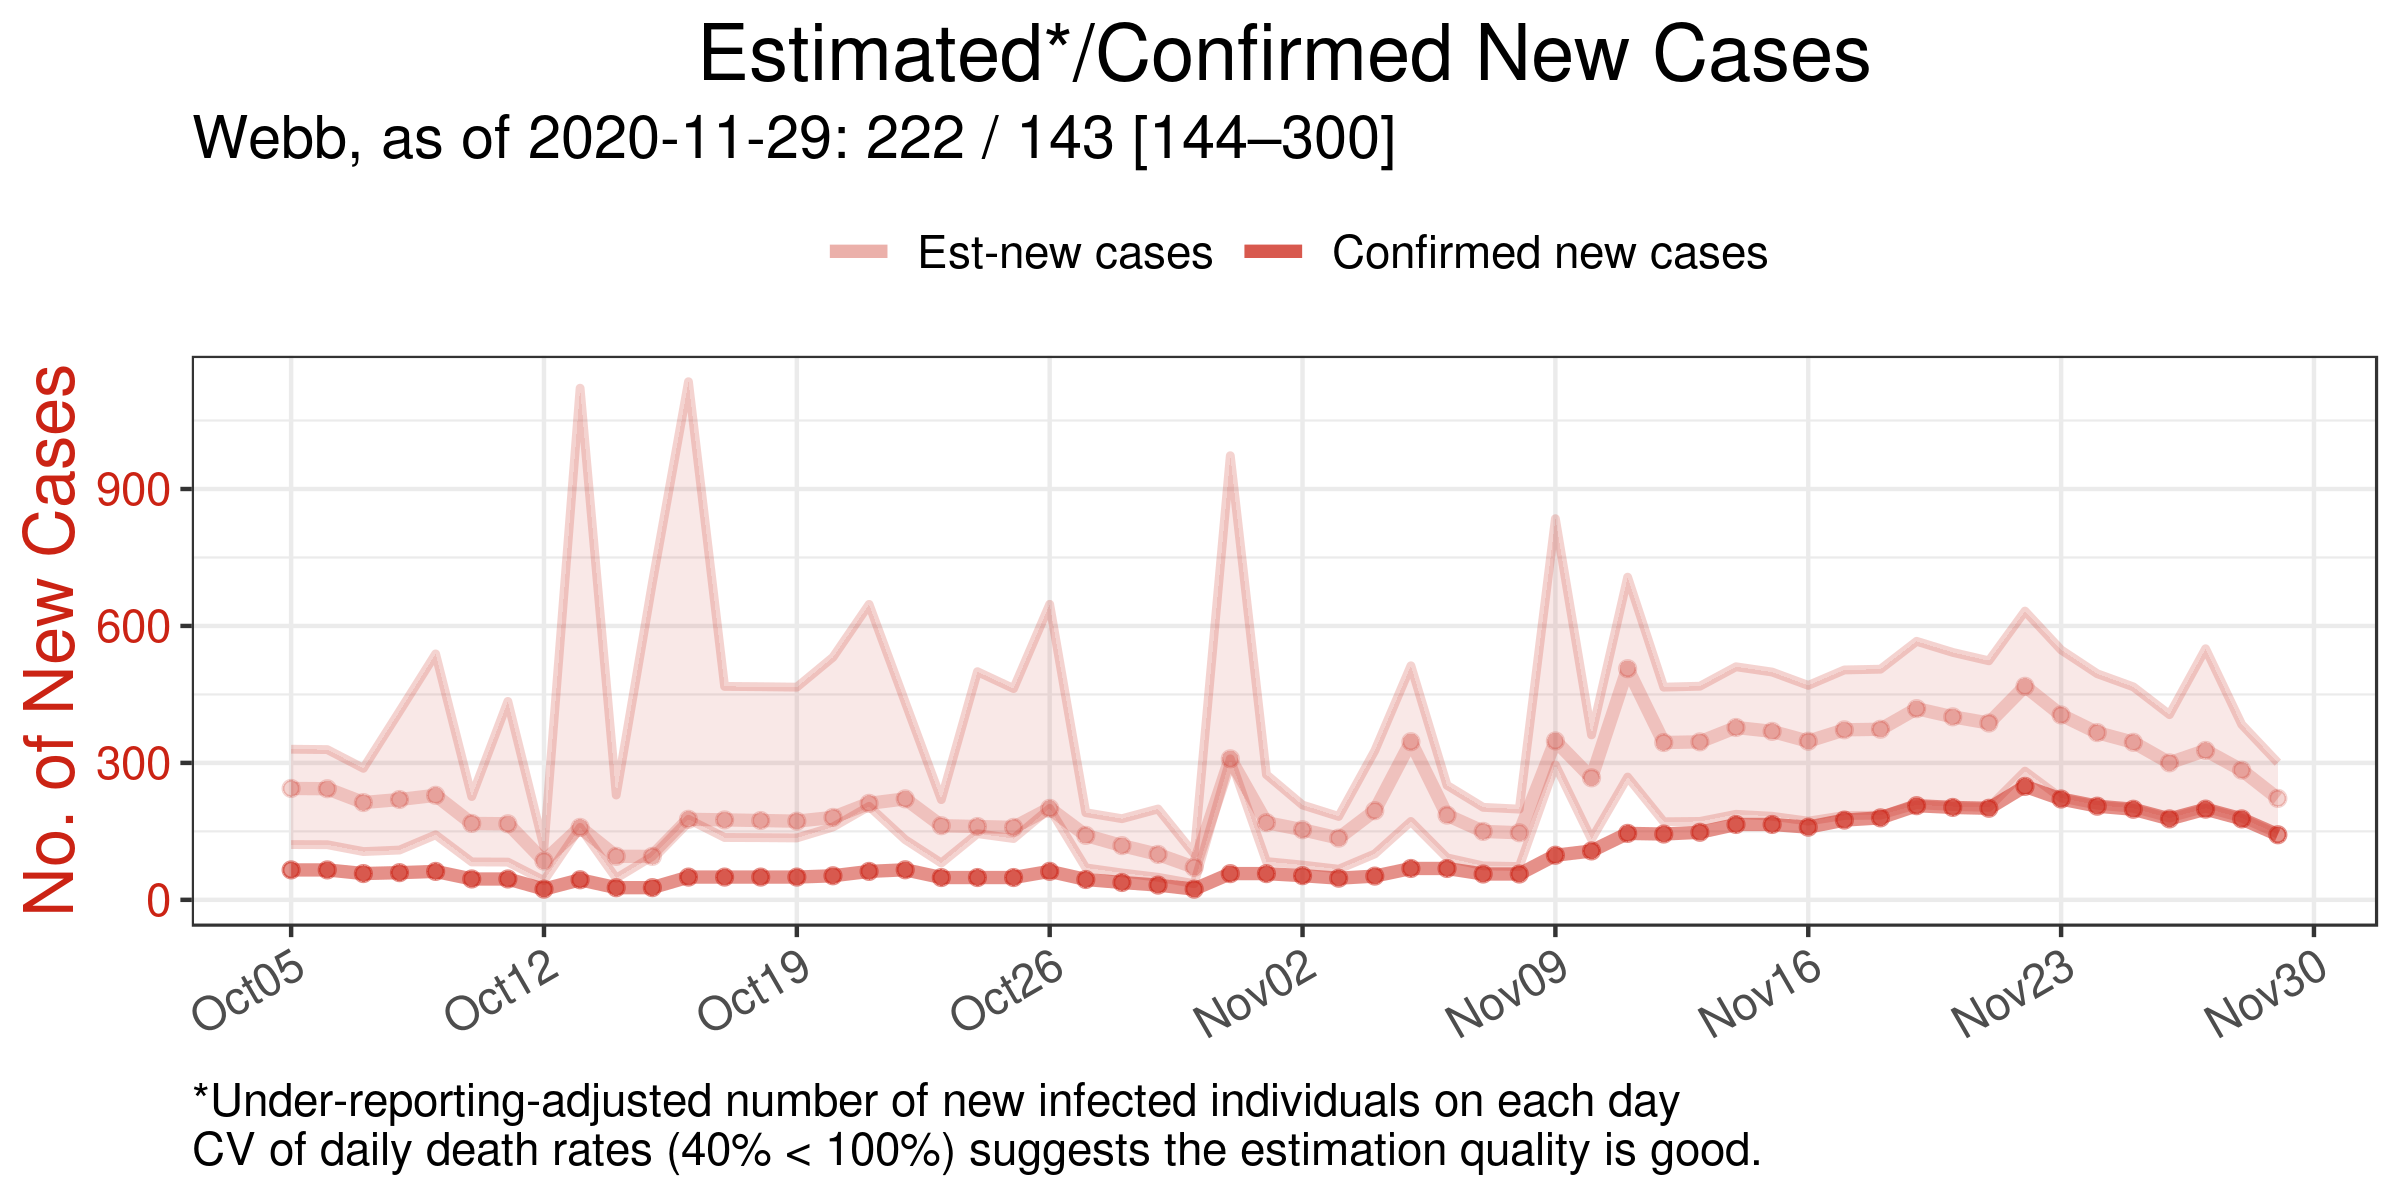 Estimated*/Confirmed New Cases
Webb, as of 2020-11-29: 222 / 143 [144–300]
Est-new cases
Confirmed new cases
No. of New Cases
900
600
300
0
Oct05
Oct12
Oct19
Oct26
Nov02
Nov09
Nov16
Nov23
Nov30
*Under-reporting-adjusted number of new infected individuals on each day
CV of daily death rates (40% < 100%) suggests the estimation quality is good.